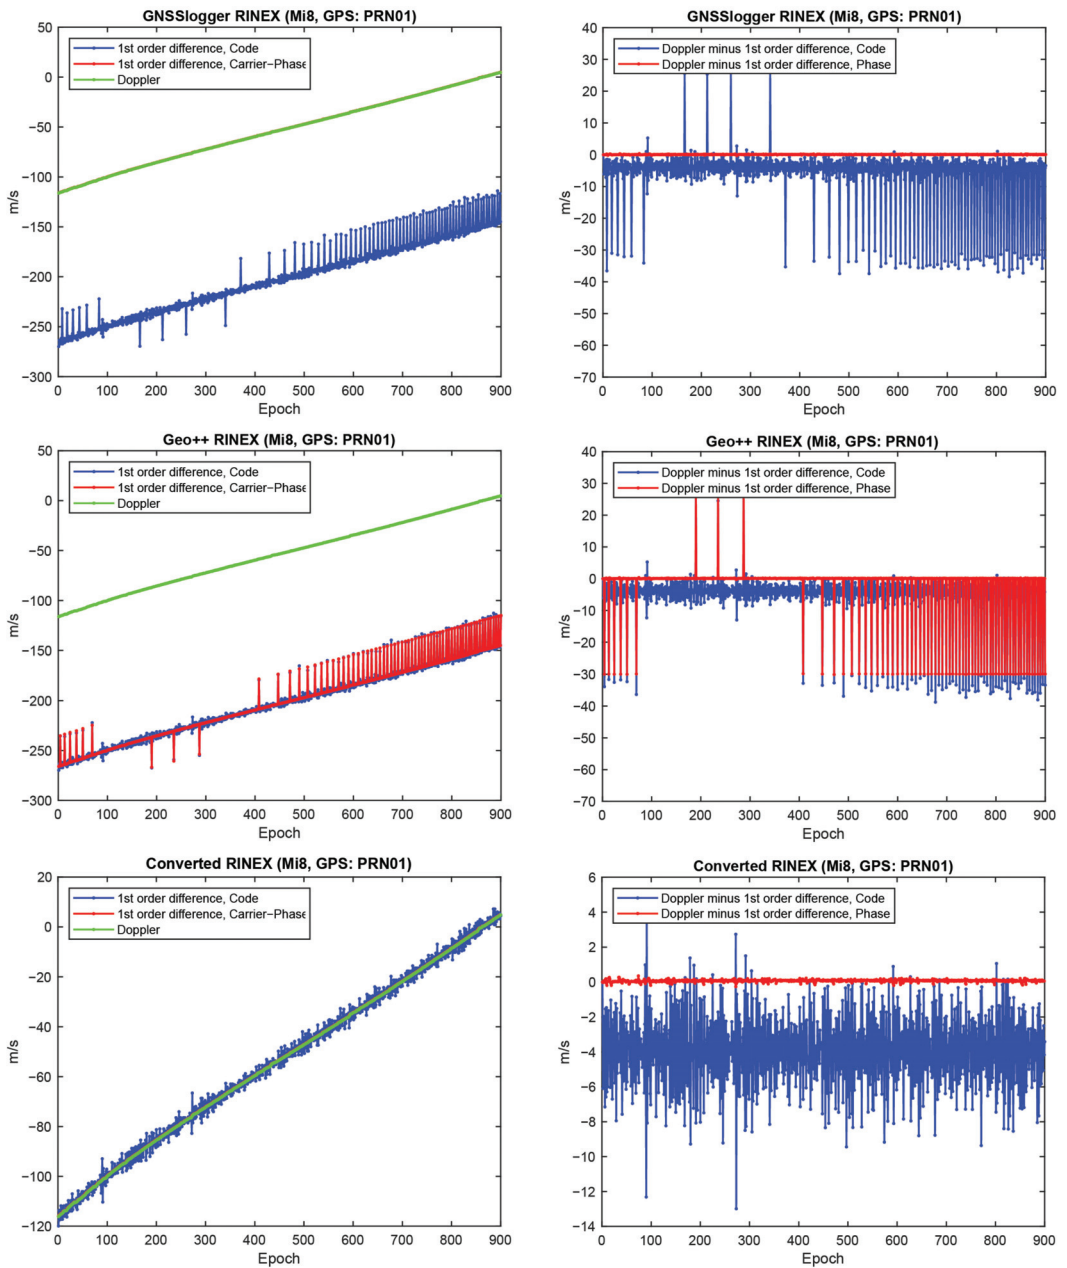 GNSSlogger RINEX (Mi8, GPS: PRN01)
50
0
−50
−100
−150
−200
−250
−300
m/s
1st order difference, Code
1st order difference, Carrier−Phase
Doppler
0 100 200 300 400 500 600 700 800 900
Epoch
GNSSlogger RINEX (Mi8, GPS: PRN01)
40
30
20
10
0
−10
−20
−30
−40
−50
−60
−70
m/s
Doppler minus 1st order difference, Code
Doppler minus 1st order difference, Phase
0 100 200 300 400 500 600 700 800 900
Epoch
Geo++ RINEX (Mi8, GPS: PRN01)
50
0
−50
−100
−150
−200
−250
−300
m/s
1st order difference, Code
1st order difference, Carrier−Phase
Doppler
0 100 200 300 400 500 600 700 800 900
Epoch
Geo++ RINEX (Mi8, GPS: PRN01)
40
30
20
10
0
−10
−20
−30
−40
−50
−60
−70
m/s
Doppler minus 1st order difference, Code
Doppler minus 1st order difference, Phase
0 100 200 300 400 500 600 700 800 900
Epoch
Converted RINEX (Mi8, GPS: PRN01)
20
0
−20
−40
−60
−80
−100
−120
m/s
1st order difference, Code
1st order difference, Carrier−Phase
Doppler
0 100 200 300 400 500 600 700 800 900
Epoch
Converted RINEX (Mi8, GPS: PRN01)
6
4
2
0
−2
−4
−6
−8
−10
−12
−14
m/s
Doppler minus 1st order difference, Code
Doppler minus 1st order difference, Phase
0 100 200 300 400 500 600 700 800 900
Epoch